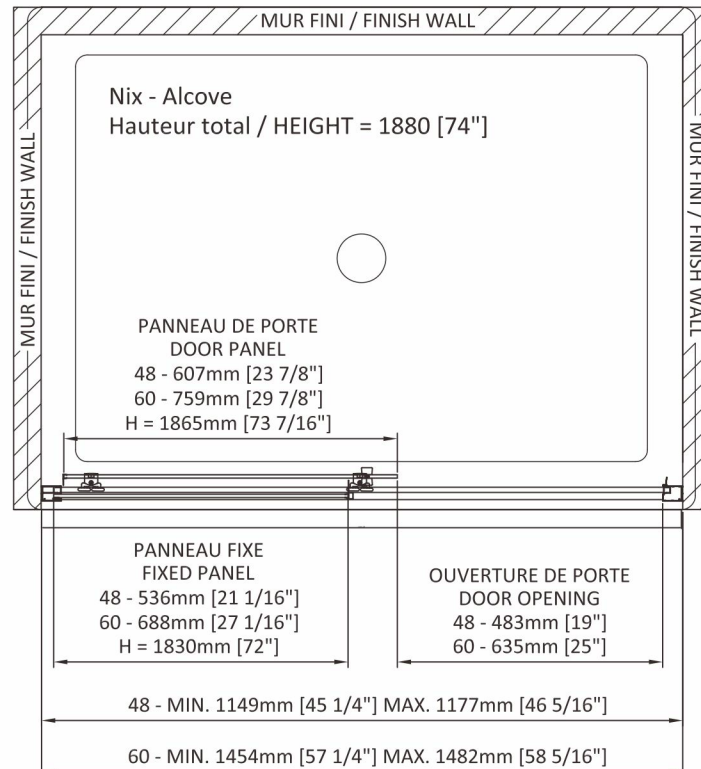 MUR FINI / FINISH WALL
Nix - Alcove
Hauteur total / HEIGHT = 1880 [74"]
MUR FINI / FINISH WALL
MUR FINI / FINISH WALL
PANNEAU DE PORTE
DOOR PANEL
48 - 607mm [23 7/8"]
60 - 759mm [29 7/8"]
H = 1865mm [73 7/16"]
PANNEAU FIXE
FIXED PANEL
48 - 536mm [21 1/16"]
60 - 688mm [27 1/16"]
H = 1830mm [72"]
OUVERTURE DE PORTE
DOOR OPENING
48 - 483mm [19"]
60 - 635mm [25"]
48 - MIN. 1149mm [45 1/4"] MAX. 1177mm [46 5/16"]
60 - MIN. 1454mm [57 1/4"] MAX. 1482mm [58 5/16"]